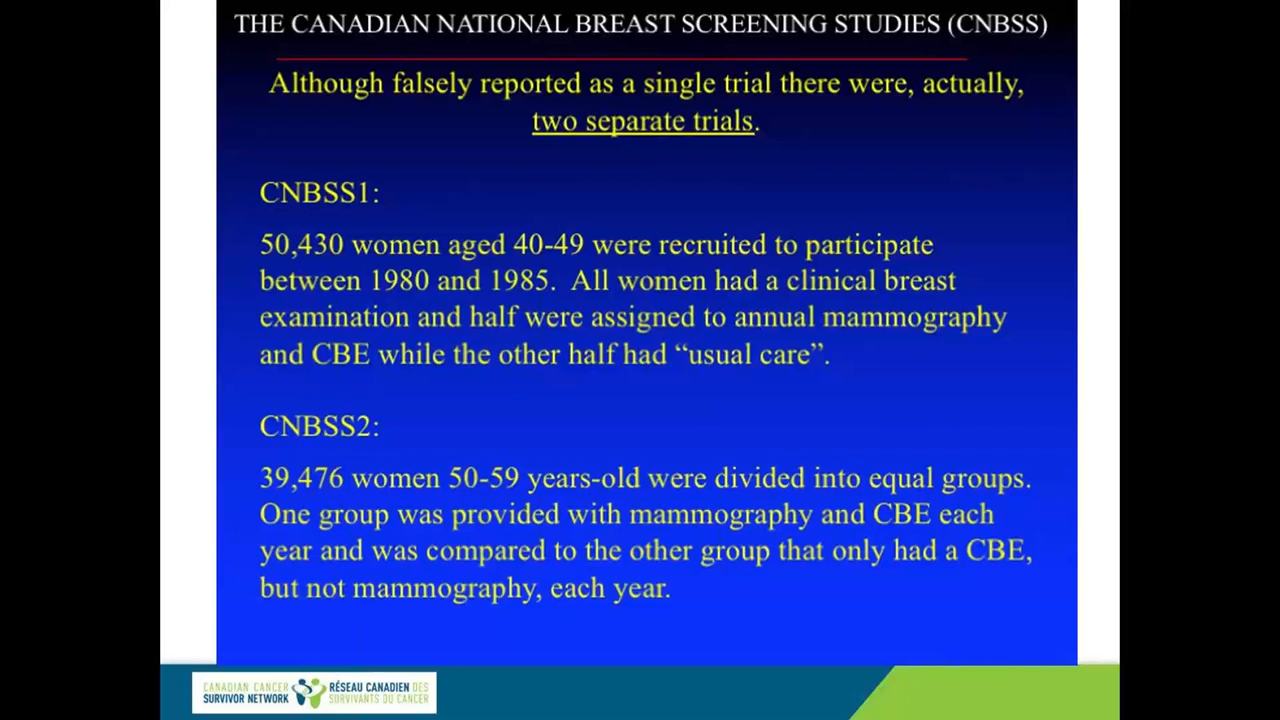 THE CANADIAN NATIONAL BREAST SCREENING STUDIES (CNBSS)
Although falsely reported as a single trial there were, actually,
two separate trials.
CNBSS1:
50,430 women aged 40-49 were recruited to participate
between 1980 and 1985.  All women had a clinical breast
examination and half were assigned to annual mammography
and CBE while the other half had “usual care”.
CNBSS2:
39,476 women 50-59 years-old were divided into equal groups.
One group was provided with mammography and CBE each
year and was compared to the other group that only had a CBE,
but not mammography, each year.
CANADIAN CANCER
SURVIVOR NETWORK
RÉSEAU CANADIEN DES
SURVIVANTS DU CANCER